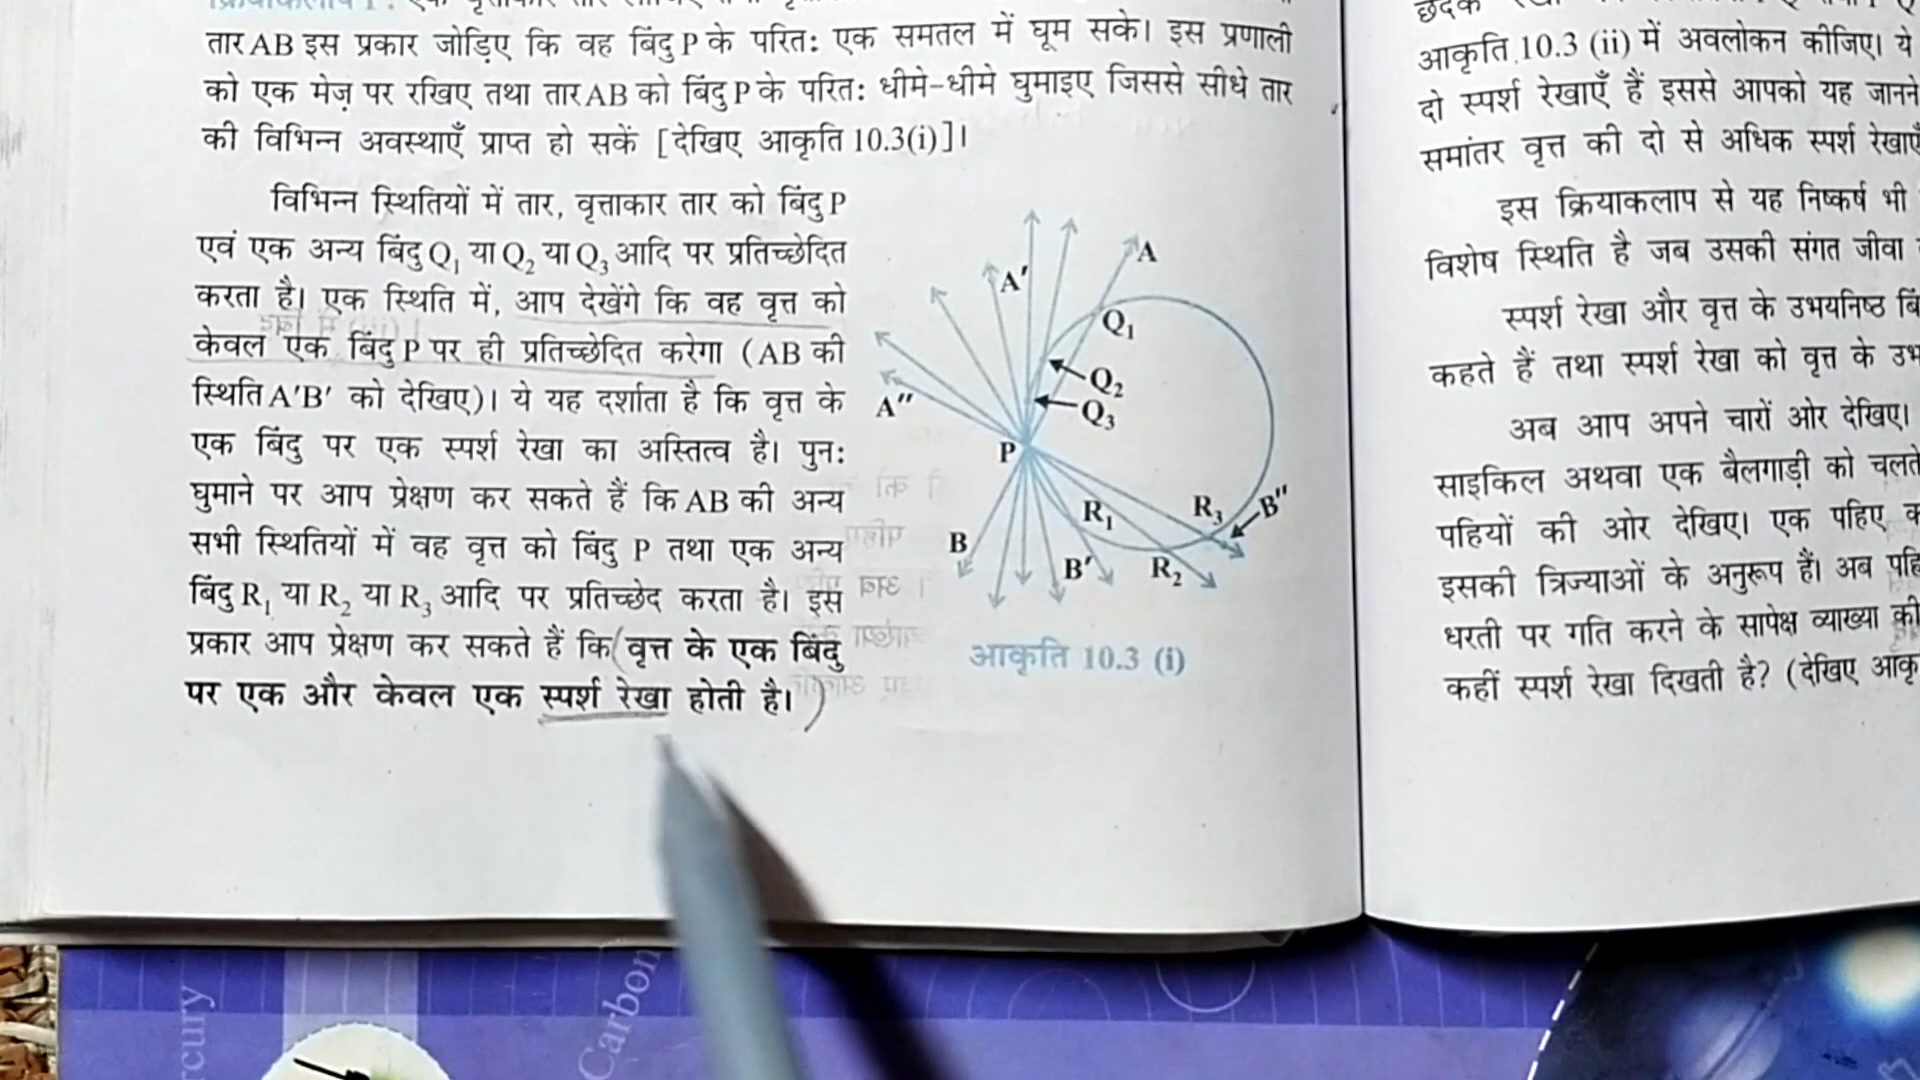 तार AB इस प्रकार जोड़िए कि वह बिंदु P के परित: एक समतल में घूम सके। इस प्रणाली
को एक मेज़ पर रखिए तथा तार AB को बिंदु P के परित: धीमे-धीमे घुमाइए जिससे सीधे तार
की विभिन्न अवस्थाएँ प्राप्त हो सकें [देखिए आकृति 10.3(i)]।
विभिन्न स्थितियों में तार, वृत्ताकार तार को बिंदु P
एवं एक अन्य बिंदु Q₁ या Q₂ या Q₃ आदि पर प्रतिच्छेदित
करता है। एक स्थिति में, आप देखेंगे कि वह वृत्त को
केवल एक बिंदु P पर ही प्रतिच्छेदित करेगा (AB की
स्थिति A′B′ को देखिए)। ये यह दर्शाता है कि वृत्त के
एक बिंदु पर एक स्पर्श रेखा का अस्तित्व है। पुन:
घुमाने पर आप प्रेक्षण कर सकते हैं कि AB की अन्य
सभी स्थितियों में वह वृत्त को बिंदु P तथा एक अन्य
बिंदु R₁ या R₂ या R₃ आदि पर प्रतिच्छेद करता है। इस
प्रकार आप प्रेक्षण कर सकते हैं कि (वृत्त के एक बिंदु
पर एक और केवल एक स्पर्श रेखा होती है।)
A′
A
Q₁
Q₂
A″
Q₃
P
R₁
R₃
B″
B
B′
R₂
आकृति 10.3 (i)
आकृति 10.3 (ii) में अवलोकन कीजिए। ये
दो स्पर्श रेखाएँ हैं इससे आपको यह जानने
समांतर वृत्त की दो से अधिक स्पर्श रेखाएँ
इस क्रियाकलाप से यह निष्कर्ष भी
विशेष स्थिति है जब उसकी संगत जीवा
स्पर्श रेखा और वृत्त के उभयनिष्ठ
कहते हैं तथा स्पर्श रेखा को वृत्त के
अब आप अपने चारों ओर देखिए।
साइकिल अथवा एक बैलगाड़ी को चलते
पहियों की ओर देखिए। एक पहिए
इसकी त्रिज्याओं के अनुरूप हैं। अब
धरती पर गति करने के सापेक्ष व्याख्या की
कहीं स्पर्श रेखा दिखती है? (देखिए
Carbon